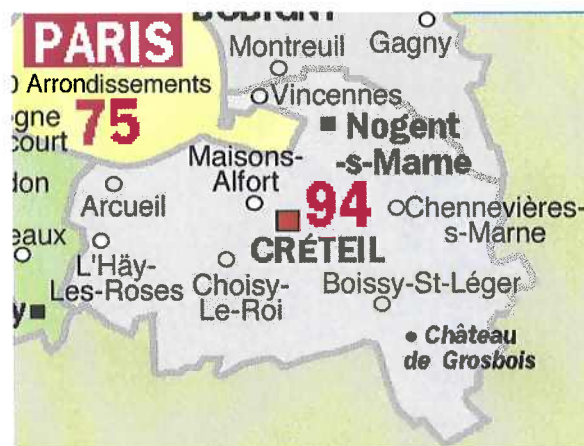 PARIS
Arrondissements
75
Montreuil
Gagny
Vincennes
Nogent
-s-Marne
Maisons-
Alfort
94
Arcueil
Chennevières-
s-Marne
CRÉTEIL
L'Häy-
Les-Roses
Choisy-
Le-Roi
Boissy-St-Léger
Château
de Grosbois